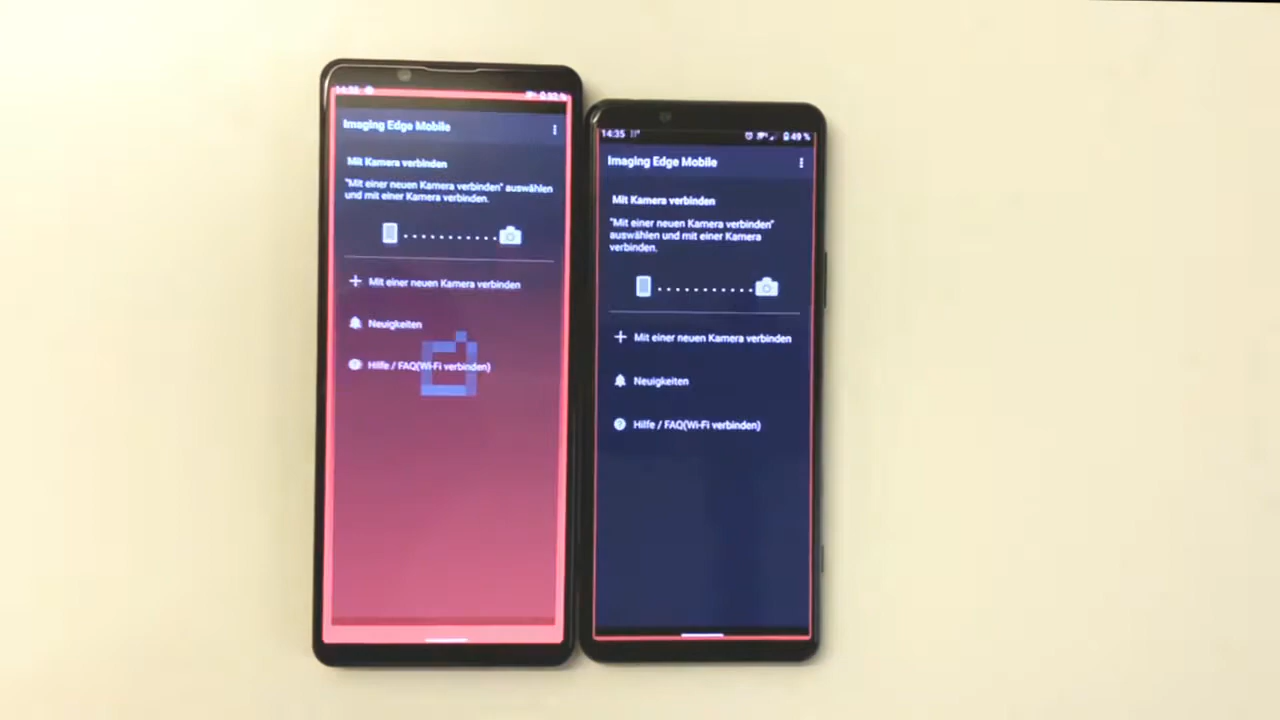 Imaging Edge Mobile
Mit Kamera verbinden
"Mit einer neuen Kamera verbinden" auswählen
und mit einer Kamera verbinden.
Mit einer neuen Kamera verbinden
Neuigkeiten
Hilfe / FAQ(Wi-Fi verbinden)
14:35 49 %
Imaging Edge Mobile
Mit Kamera verbinden
"Mit einer neuen Kamera verbinden"
auswählen und mit einer Kamera
verbinden.
Mit einer neuen Kamera verbinden
Neuigkeiten
Hilfe / FAQ(Wi-Fi verbinden)